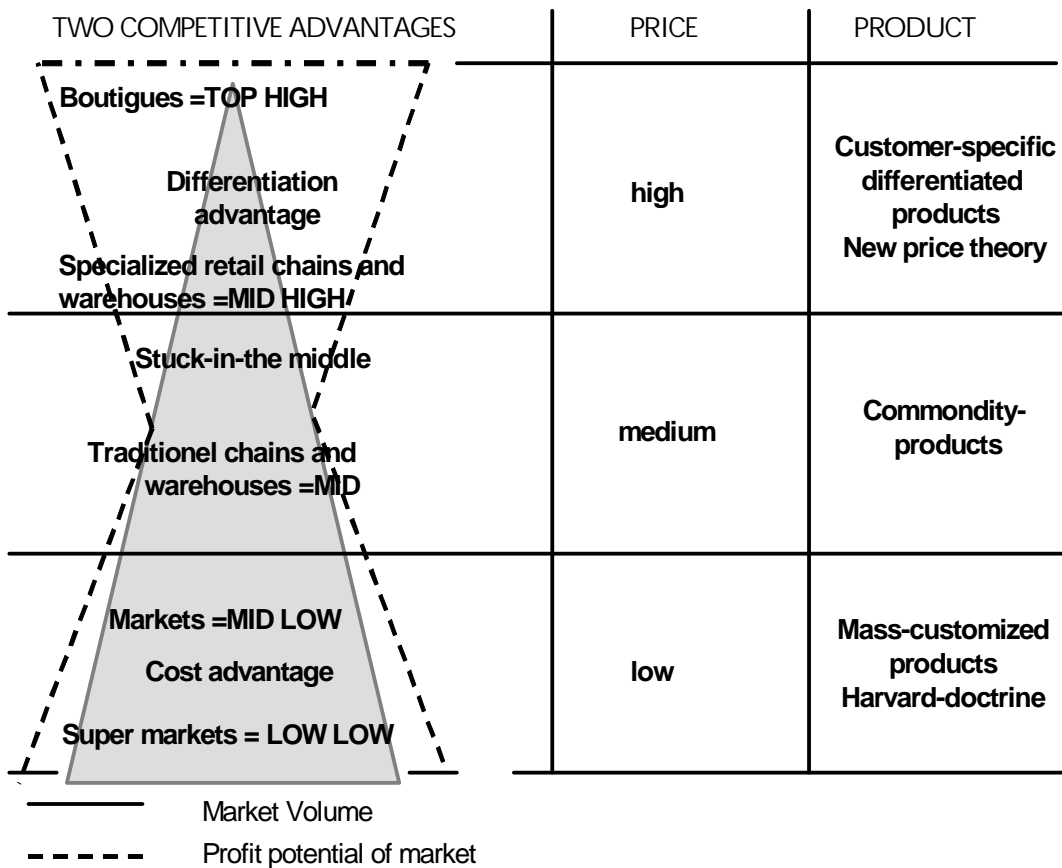 TWO COMPETITIVE ADVANTAGES PRICE PRODUCT
Boutigues =TOP HIGH
Differentiation
advantage
Specialized retail chains and
warehouses =MID HIGH
high
Customer-specific
differentiated
products
New price theory
Stuck-in-the middle
Traditionel chains and
warehouses =MID
medium
Commondity-
products
Markets =MID LOW
Cost advantage
Super markets = LOW LOW
low
Mass-customized
products
Harvard-doctrine
Market Volume
Profit potential of market